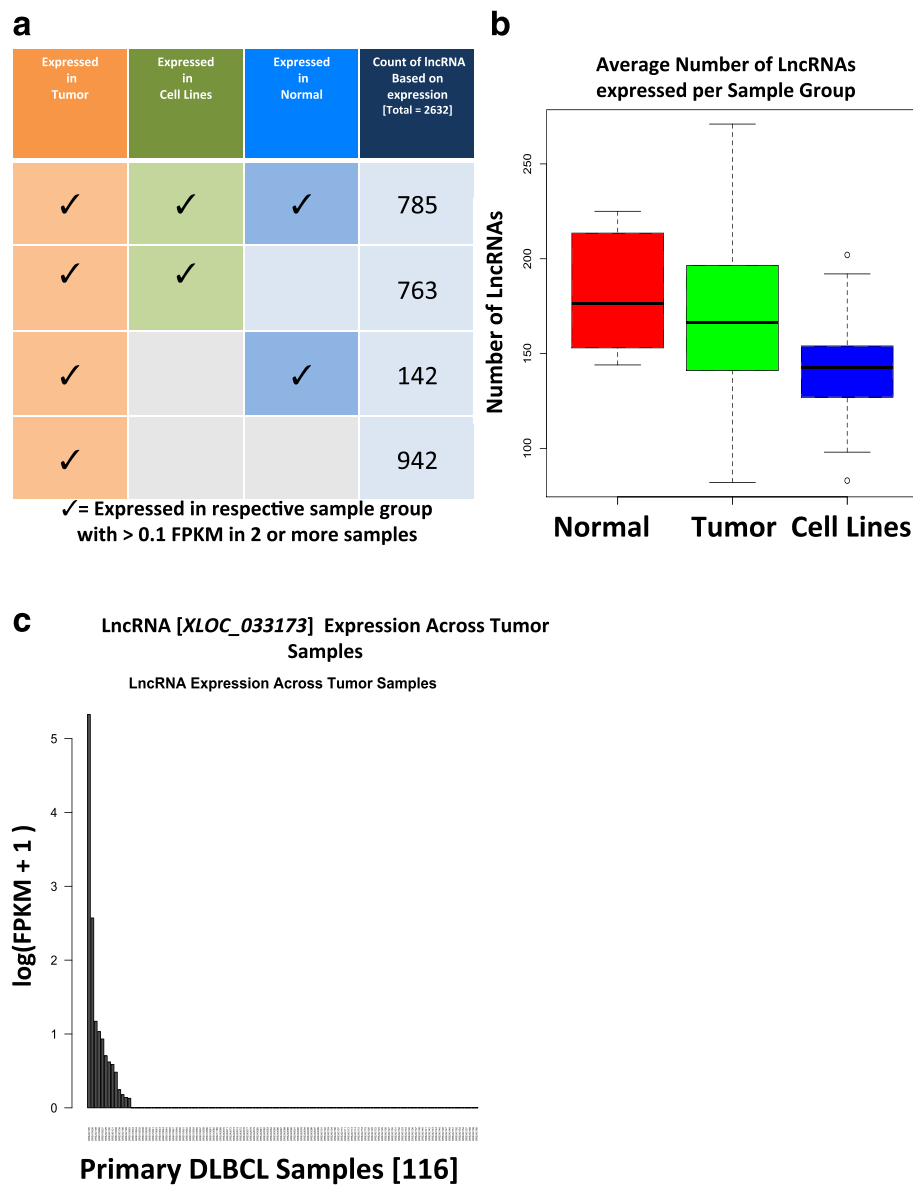 a
Expressed
in
Tumor
Expressed
in
Cell Lines
Expressed
in
Normal
Count of lncRNA
Based on
expression
[Total = 2632]
✓ ✓ ✓ 785
✓ ✓ 763
✓ ✓ 142
✓ 942
✓= Expressed in respective sample group
with > 0.1 FPKM in 2 or more samples
b
Average Number of LncRNAs
expressed per Sample Group
Number of LncRNAs
250
200
150
100
Normal Tumor Cell Lines
c
LncRNA [XLOC_033173] Expression Across Tumor
Samples
LncRNA Expression Across Tumor Samples
log(FPKM + 1 )
5
4
3
2
1
0
Primary DLBCL Samples [116]